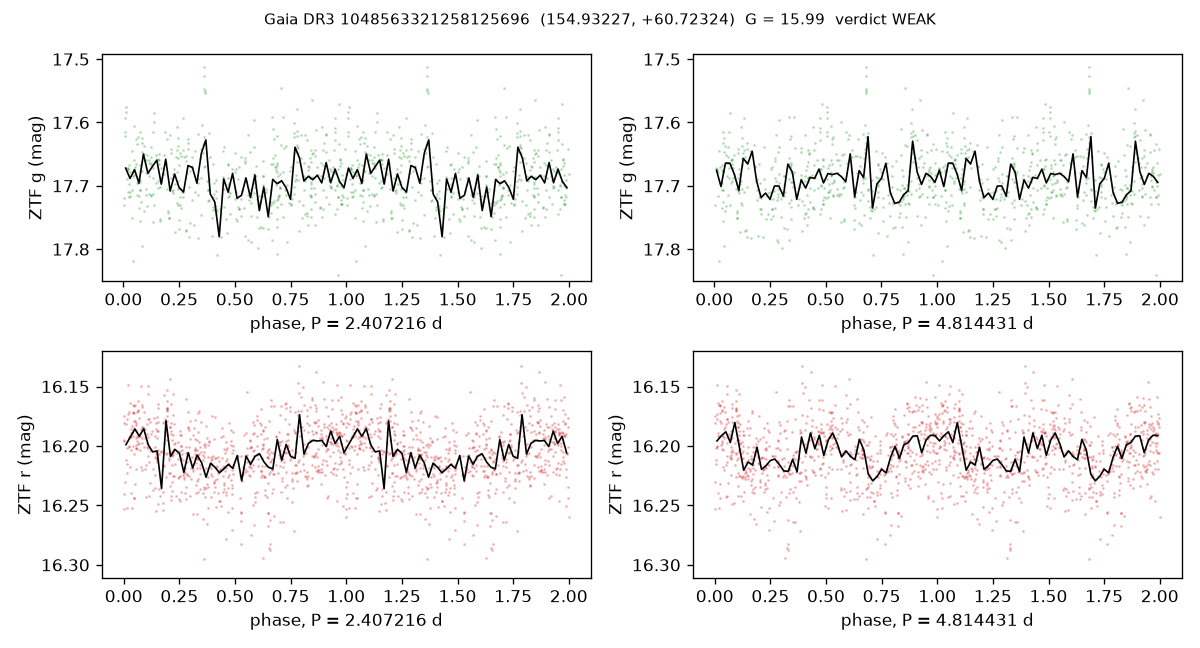 Gaia DR3 1048563321258125696  (154.93227, +60.72324)  G = 15.99  verdict WEAK
17.5
17.6
17.7
17.8
ZTF g (mag)
0.00 0.25 0.50 0.75 1.00 1.25 1.50 1.75 2.00
phase, P = 2.407216 d
17.5
17.6
17.7
17.8
ZTF g (mag)
0.00 0.25 0.50 0.75 1.00 1.25 1.50 1.75 2.00
phase, P = 4.814431 d
16.15
16.20
16.25
16.30
ZTF r (mag)
0.00 0.25 0.50 0.75 1.00 1.25 1.50 1.75 2.00
phase, P = 2.407216 d
16.15
16.20
16.25
16.30
ZTF r (mag)
0.00 0.25 0.50 0.75 1.00 1.25 1.50 1.75 2.00
phase, P = 4.814431 d